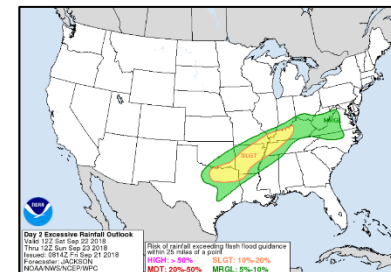 MRGL
SLGT
NOAA
Day 2 Excessive Rainfall Outlook
Valid 12Z Sat Sep 22 2018
Thru 12Z Sun Sep 23 2018
Issued: 0814Z Fri Sep 21 2018
Forecaster: JACKSON
NOAA/NWS/NCEP/WPC
Risk of rainfall exceeding flash flood guidance
within 25 miles of a point
HIGH: > 50% SLGT: 10%-20%
MDT: 20%-50% MRGL: 5%-10%